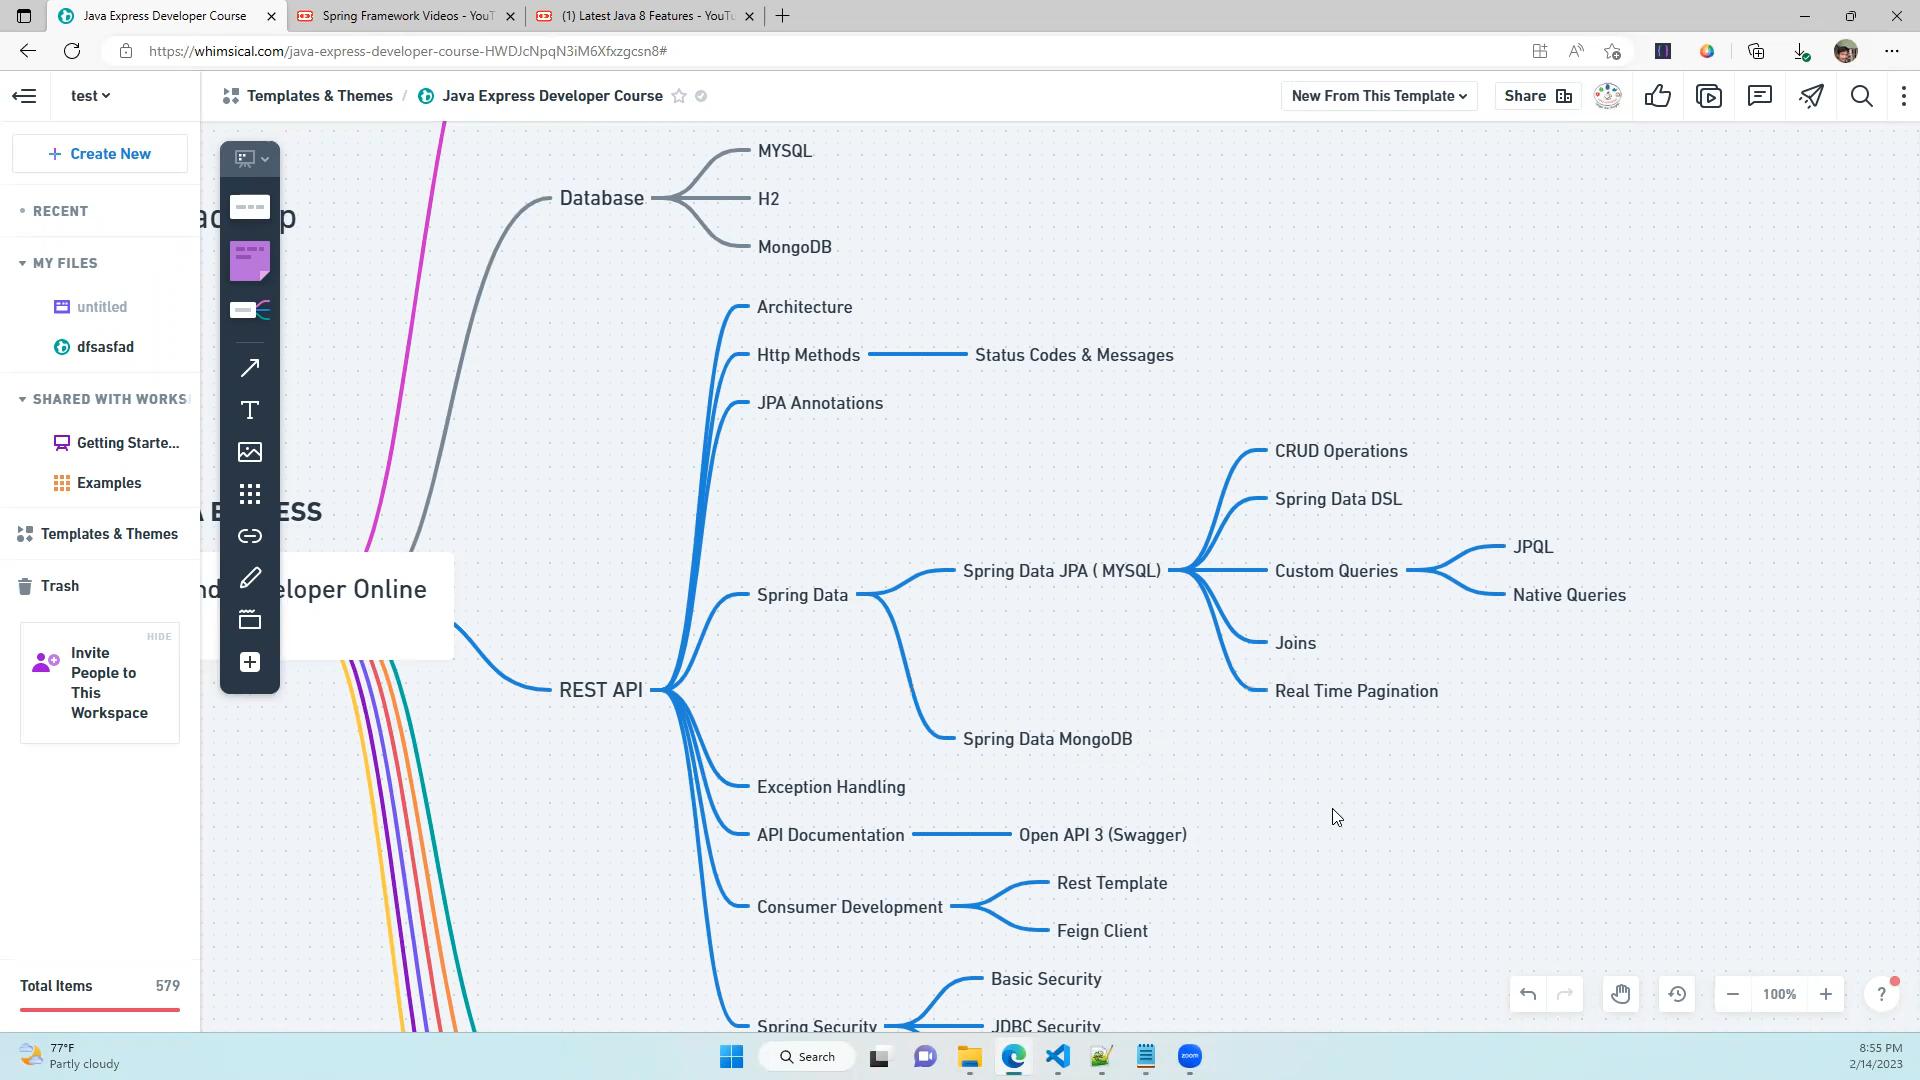 Java Express Developer Course
Spring Framework Videos - YouT
(1) Latest Java 8 Features - YouTu
https://whimsical.com/java-express-developer-course-HWDJcNpqN3iM6Xfxzgcsn8#
test
Templates & Themes / Java Express Developer Course
New From This Template
Share
+ Create New
RECENT
MY FILES
untitled
dfsasfad
SHARED WITH WORKS
Getting Starte...
Examples
Templates & Themes
Trash
HIDE
Invite
People to
This
Workspace
Total Items 579
ESS
eloper Online
Database
MYSQL
H2
MongoDB
REST API
Architecture
Http Methods
Status Codes & Messages
JPA Annotations
Spring Data
Spring Data JPA ( MYSQL)
CRUD Operations
Spring Data DSL
Custom Queries
JPQL
Native Queries
Joins
Real Time Pagination
Spring Data MongoDB
Exception Handling
API Documentation
Open API 3 (Swagger)
Consumer Development
Rest Template
Feign Client
Spring Security
Basic Security
JDBC Security
100%
?
77°F
Partly cloudy
Search
zoom
8:55 PM
2/14/2023